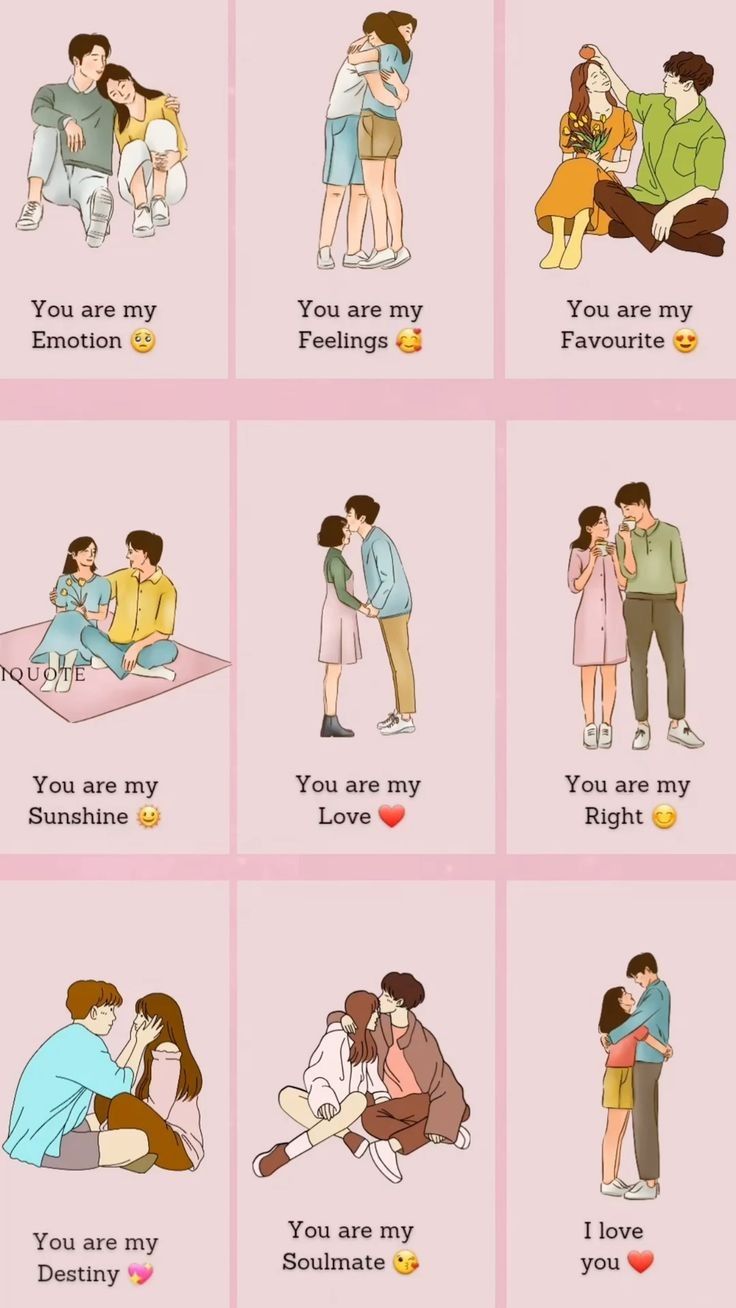 You are my
Emotion 🥺
You are my
Feelings 🥰
You are my
Favourite 😍
IQUOTE
You are my
Sunshine 🌞
You are my
Love ❤️
You are my
Right 😊
You are my
Destiny 💖
You are my
Soulmate 😘
I love
you ❤️